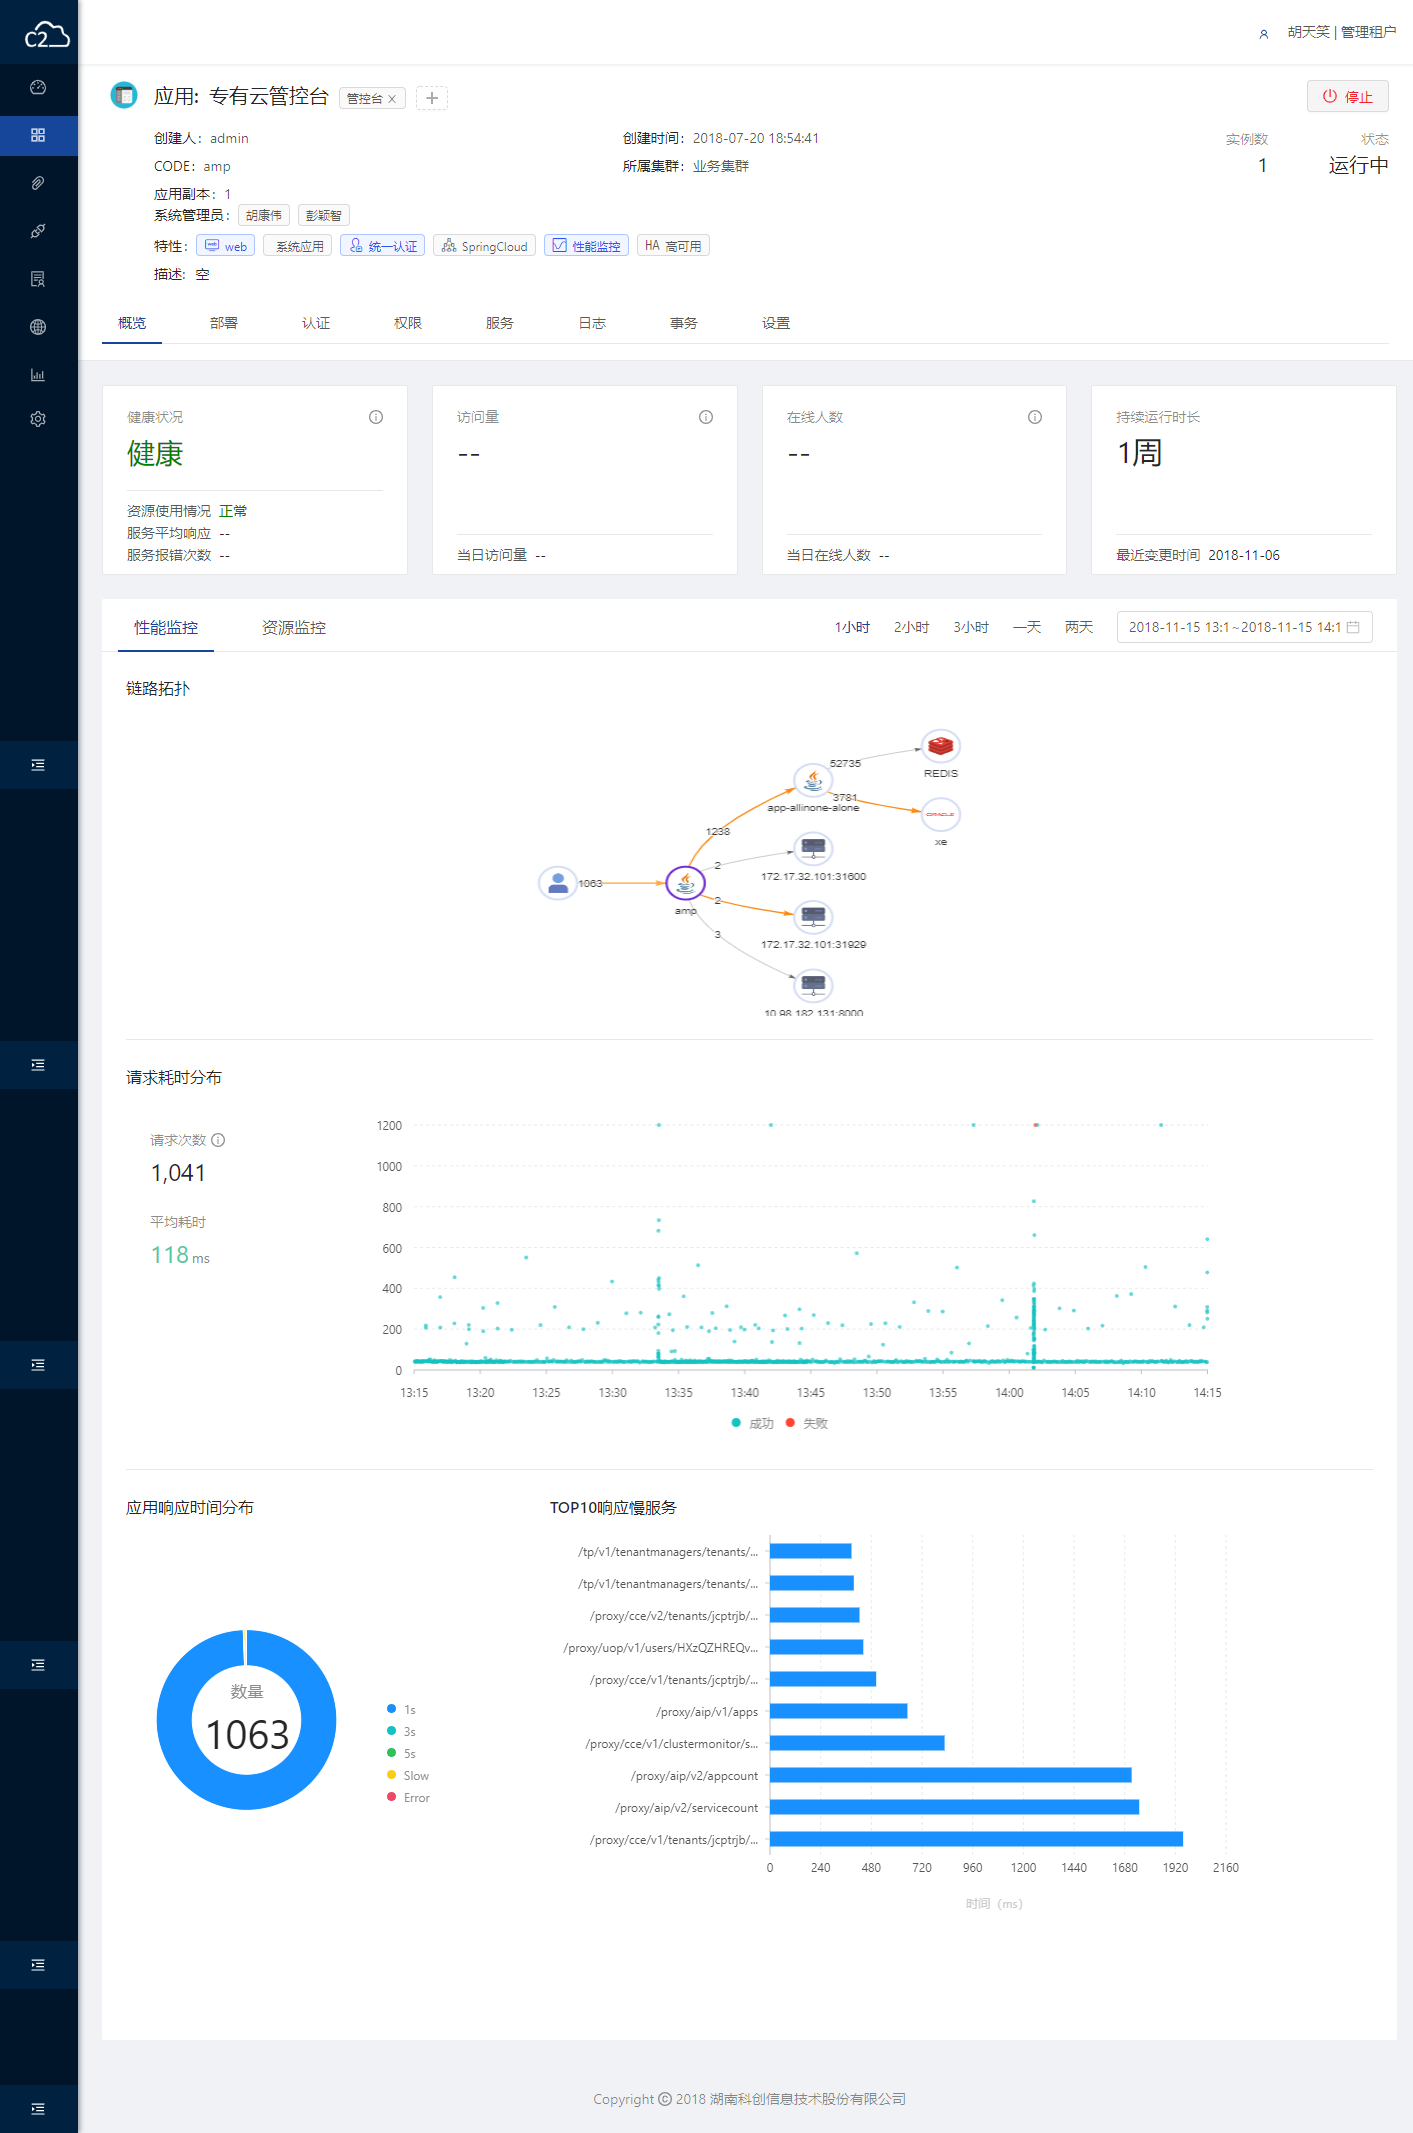 C2
胡天笑 | 管理租户
应用: 专有云管控台 管控台 X +
停止
创建人: admin
创建时间: 2018-07-20 18:54:41
实例数 状态
CODE: amp
所属集群: 业务集群
1 运行中
应用副本: 1
系统管理员: 胡康伟 彭颖智
特性: web 系统应用 统一认证 SpringCloud 性能监控 HA 高可用
描述: 空
概览 部署 认证 权限 服务 日志 事务 设置
健康状况
健康
资源使用情况 正常
服务平均响应 --
服务报错次数 --
访问量
--
当日访问量 --
在线人数
--
当日在线人数 --
持续运行时长
1周
最近变更时间 2018-11-06
性能监控 资源监控
1小时 2小时 3小时 一天 两天 2018-11-15 13:1~2018-11-15 14:1
链路拓扑
52735
REDIS
3781
app-allinone-alone
ORACLE
xe
1238
2
172.17.32.101:31600
1063
amp
2
172.17.32.101:31929
3
10.98.182.131:8000
请求耗时分布
请求次数
1,041
平均耗时
118 ms
1200
1000
800
600
400
200
0
13:15 13:20 13:25 13:30 13:35 13:40 13:45 13:50 13:55 14:00 14:05 14:10 14:15
成功 失败
应用响应时间分布
数量
1063
1s
3s
5s
Slow
Error
TOP10响应慢服务
/tp/v1/tenantmanagers/tenants/...
/tp/v1/tenantmanagers/tenants/...
/proxy/cce/v2/tenants/jcptrjb/...
/proxy/uop/v1/users/HXzQZHREQv...
/proxy/cce/v1/tenants/jcptrjb/...
/proxy/aip/v1/apps
/proxy/cce/v1/clustermonitor/s...
/proxy/aip/v2/appcount
/proxy/aip/v2/servicecount
/proxy/cce/v1/tenants/jcptrjb/...
0 240 480 720 960 1200 1440 1680 1920 2160
时间 (ms)
Copyright © 2018 湖南科创信息技术股份有限公司